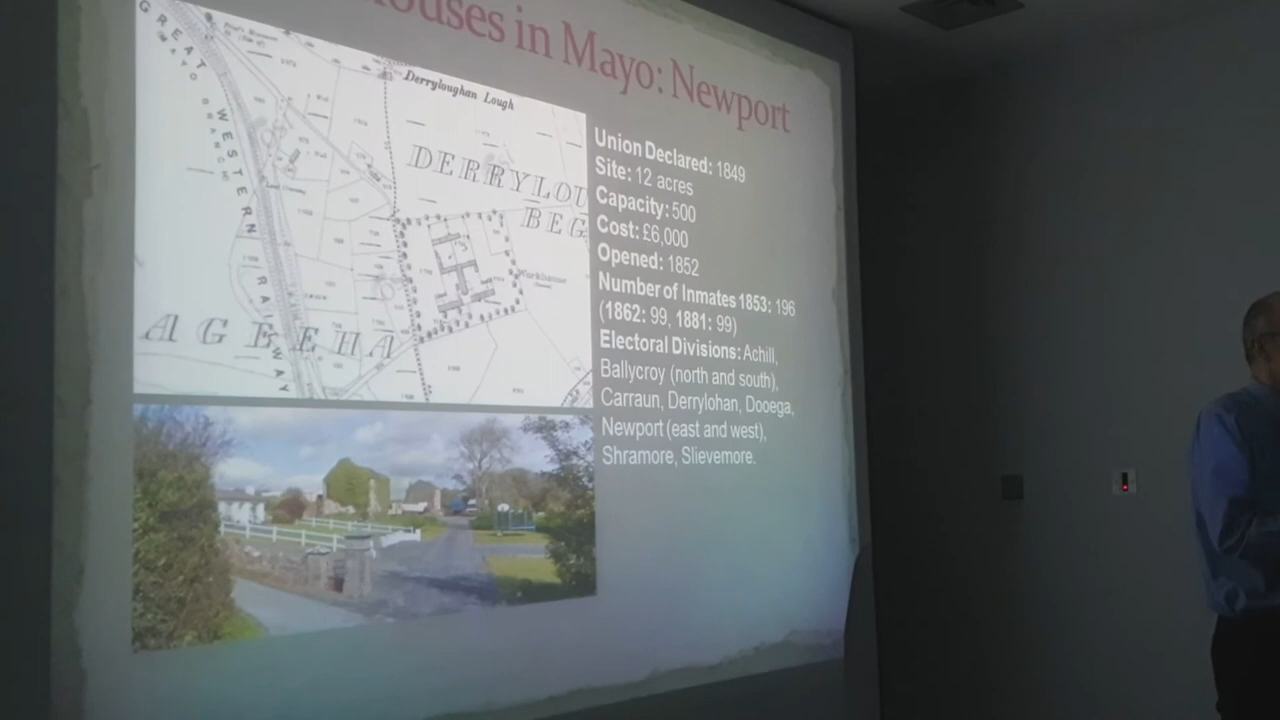 ouses in Mayo: Newport
Union Declared: 1849
Site: 12 acres
Capacity: 500
Cost: £6,000
Opened: 1852
Number of Inmates 1853: 196
(1862: 99, 1881: 99)
Electoral Divisions: Achill,
Ballycroy (north and south),
Carraun, Derrylohan, Dooega,
Newport (east and west),
Shramore, Slievemore.
GREAT WESTERN RAILWAY
Derryloughan Lough
DERRYLOU
BEG
Workhouse
AGEEHA